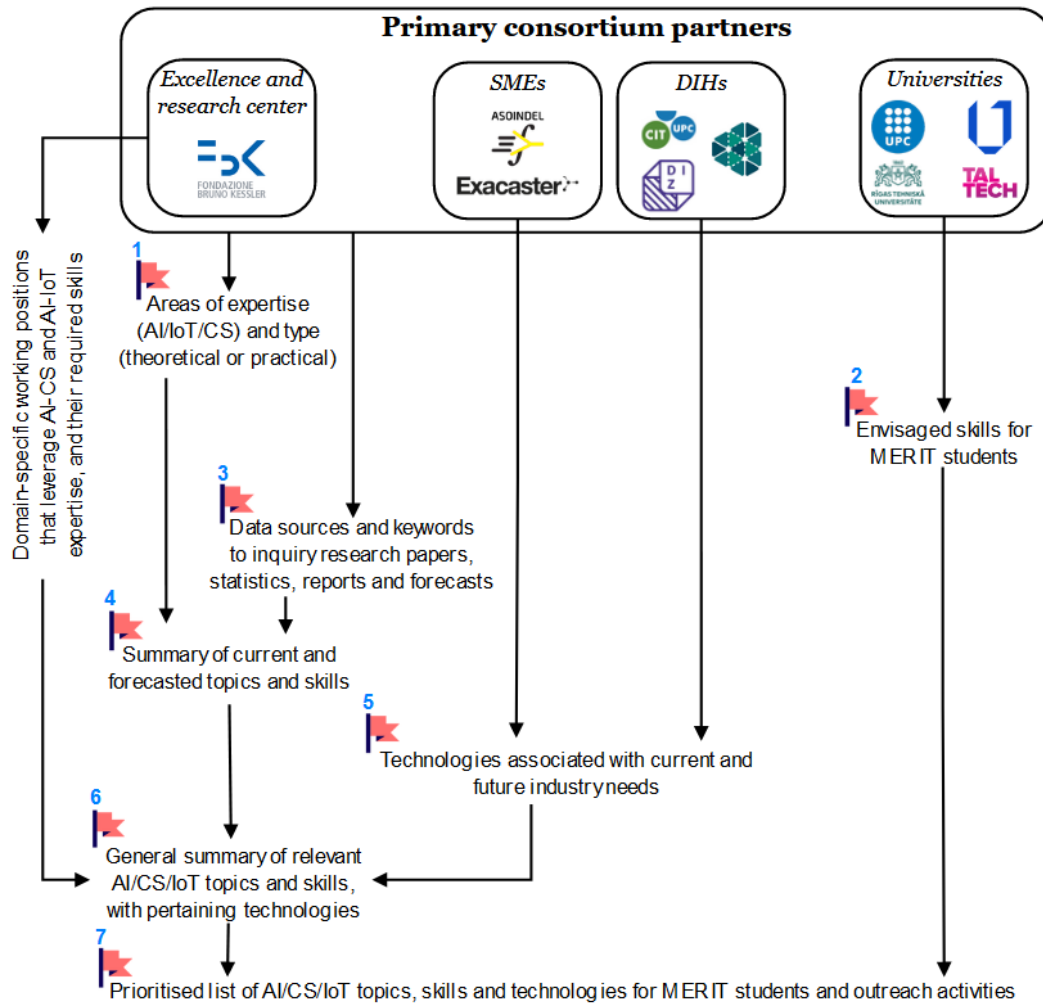 Primary consortium partners
Excellence and
research center
FBK
FONDAZIONE
BRUNO KESSLER
SMEs
ASOINDEL
Exacaster
DIHs
CIT
UPC
D I
Z
Universities
UPC
RĪGAS TEHNISKĀ
UNIVERSITĀTE
TAL
TECH
Domain-specific working positions
that leverage AI-CS and AI-IoT
expertise, and their required skills
1
Areas of expertise
(AI/IoT/CS) and type
(theoretical or practical)
2
Envisaged skills for
MERIT students
3
Data sources and keywords
to inquiry research papers,
statistics, reports and forecasts
4
Summary of current and
forecasted topics and skills
5
Technologies associated with current and
future industry needs
6
General summary of relevant
AI/CS/IoT topics and skills,
with pertaining technologies
7
Prioritised list of AI/CS/IoT topics, skills and technologies for MERIT students and outreach activities